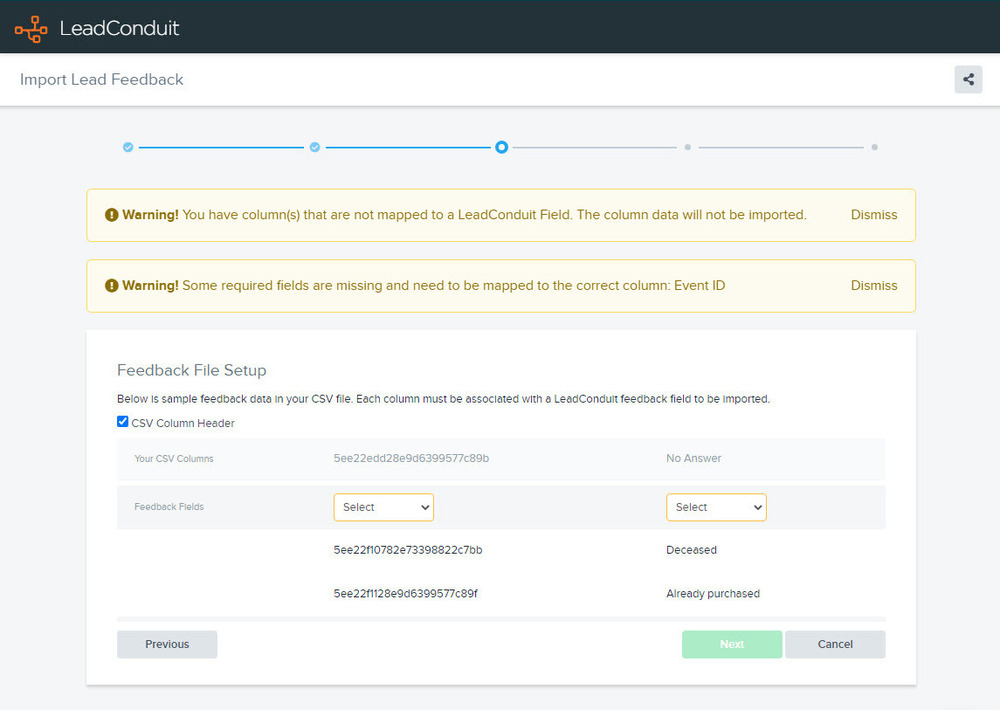 LeadConduit
Import Lead Feedback
Warning! You have column(s) that are not mapped to a LeadConduit Field. The column data will not be imported. Dismiss
Warning! Some required fields are missing and need to be mapped to the correct column: Event ID Dismiss
Feedback File Setup
Below is sample feedback data in your CSV file. Each column must be associated with a LeadConduit feedback field to be imported.
CSV Column Header
Your CSV Columns 5ee22edd28e9d6399577c89b No Answer
Feedback Fields Select Select
5ee22f10782e73398822c7bb Deceased
5ee22f1128e9d6399577c89f Already purchased
Previous Next Cancel